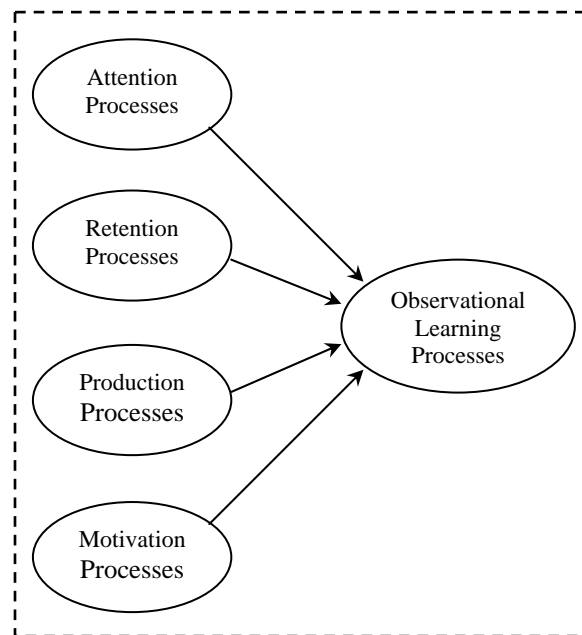 Attention
Processes
Retention
Processes
Observational
Learning
Processes
Production
Processes
Motivation
Processes